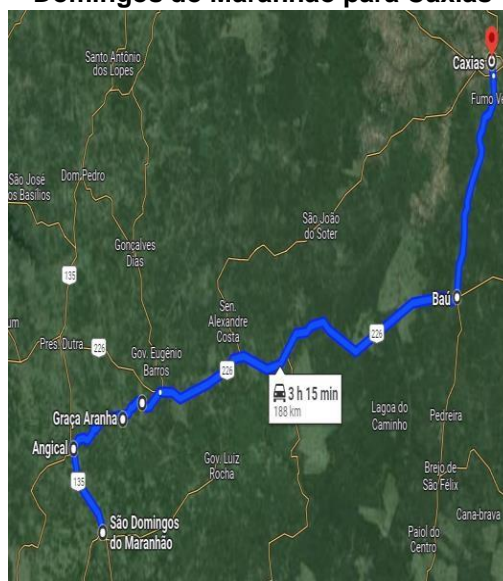 Domingos do Maranhão para Caxias
Caxias
Santo Antônio
dos Lopes
Fumo Ve
São José
os Basílios
Dom Pedro
São João
do Soter
Gonçalves
Dias
135
Baú
Sen.
Alexandre
Costa
226
um
Pres. Dutra
226
Gov. Eugênio
Barros
226
3 h 15 min
188 km
Graça Aranha
Lagoa do
Caminho
Pedreira
Angical
Gov. Luiz
Rocha
Brejo de
São Félix
135
Cana-brava
São Domingos
do Maranhão
Paiol do
Centro